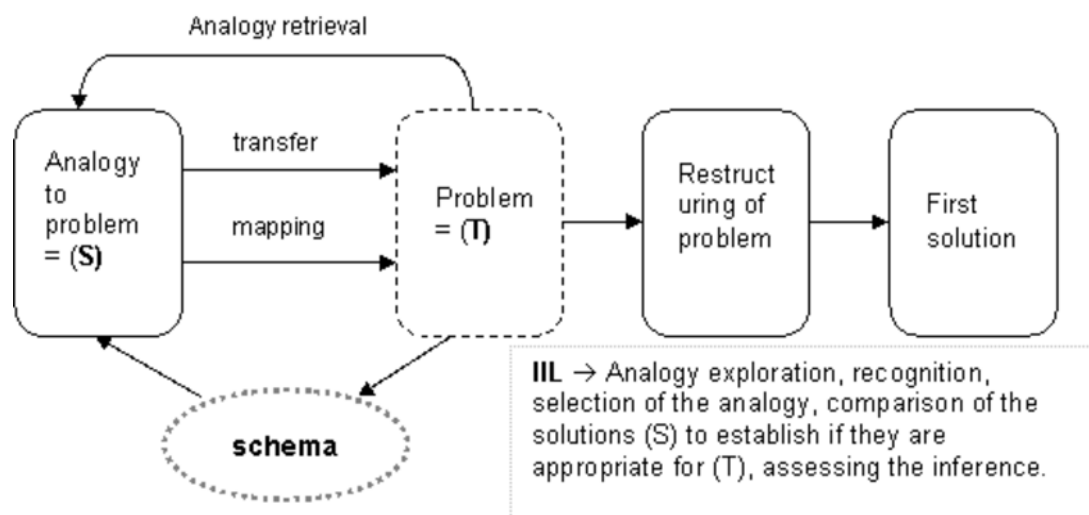 Analogy retrieval
Analogy
to
problem
= (S)
transfer
mapping
Problem
= (T)
Restruct
uring of
problem
First
solution
schema
IIL → Analogy exploration, recognition,
selection of the analogy, comparison of the
solutions (S) to establish if they are
appropriate for (T), assessing the inference.